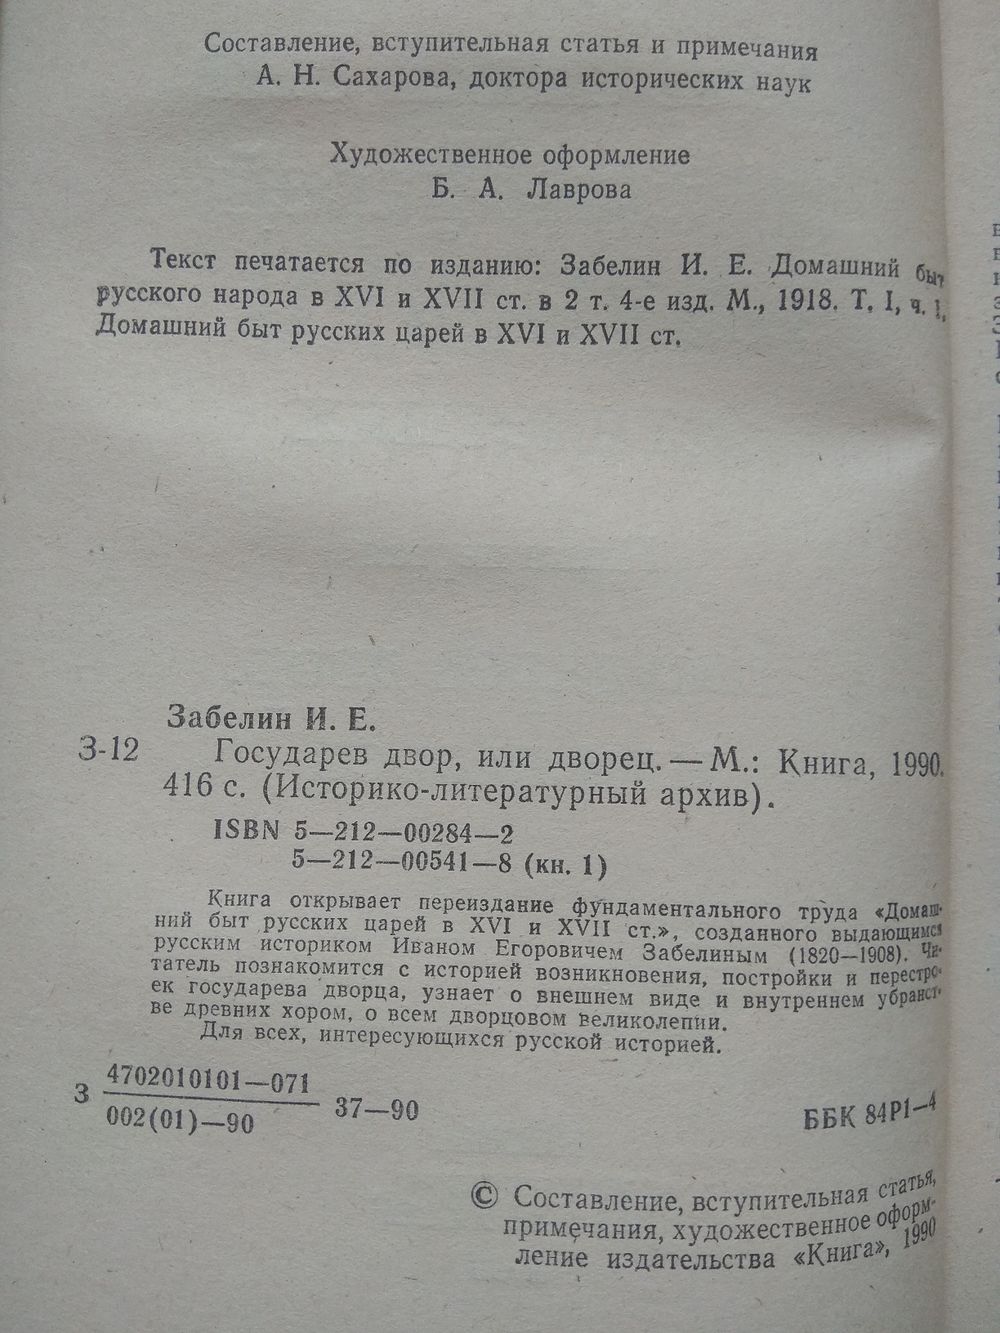 Составление, вступительная статья и примечания
А. Н. Сахарова, доктора исторических наук
Художественное оформление
Б. А. Лаврова
Текст печатается по изданию: Забелин И. Е. Домашний быт
русского народа в XVI и XVII ст. в 2 т. 4-е изд. М., 1918. Т. I, ч. 1,
Домашний быт русских царей в XVI и XVII ст.
Забелин И. Е.
З-12 Государев двор, или дворец. — М.: Книга, 1990.
416 с. (Историко-литературный архив).
ISBN 5—212—00284—2
5—212—00541—8 (кн. 1)
Книга открывает переиздание фундаментального труда «Домаш-
ний быт русских царей в XVI и XVII ст.», созданного выдающимся
русским историком Иваном Егоровичем Забелиным (1820—1908). Чи-
татель познакомится с историей возникновения, постройки и перестро-
ек государева дворца, узнает о внешнем виде и внутреннем убранст-
ве древних хором, о всем дворцовом великолепии.
Для всех, интересующихся русской историей.
З 4702010101—071
002(01)—90 37—90
ББК 84Р1—4
© Составление, вступительная статья,
примечания, художественное оформ-
ление издательства «Книга», 1990